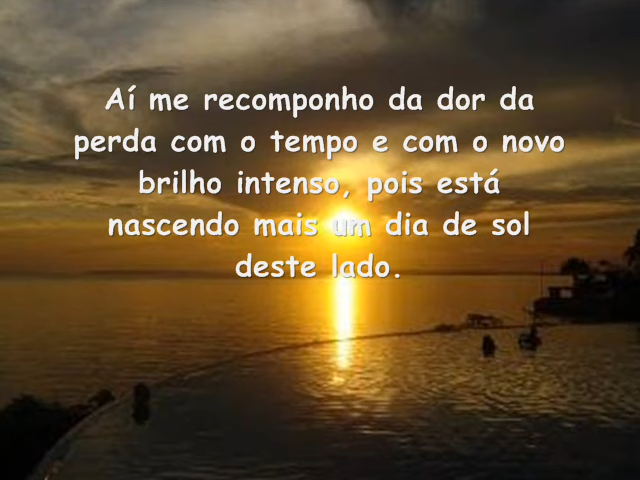 Aí me recomponho da dor da
perda com o tempo e com o novo
brilho intenso, pois está
nascendo mais um dia de sol
deste lado.